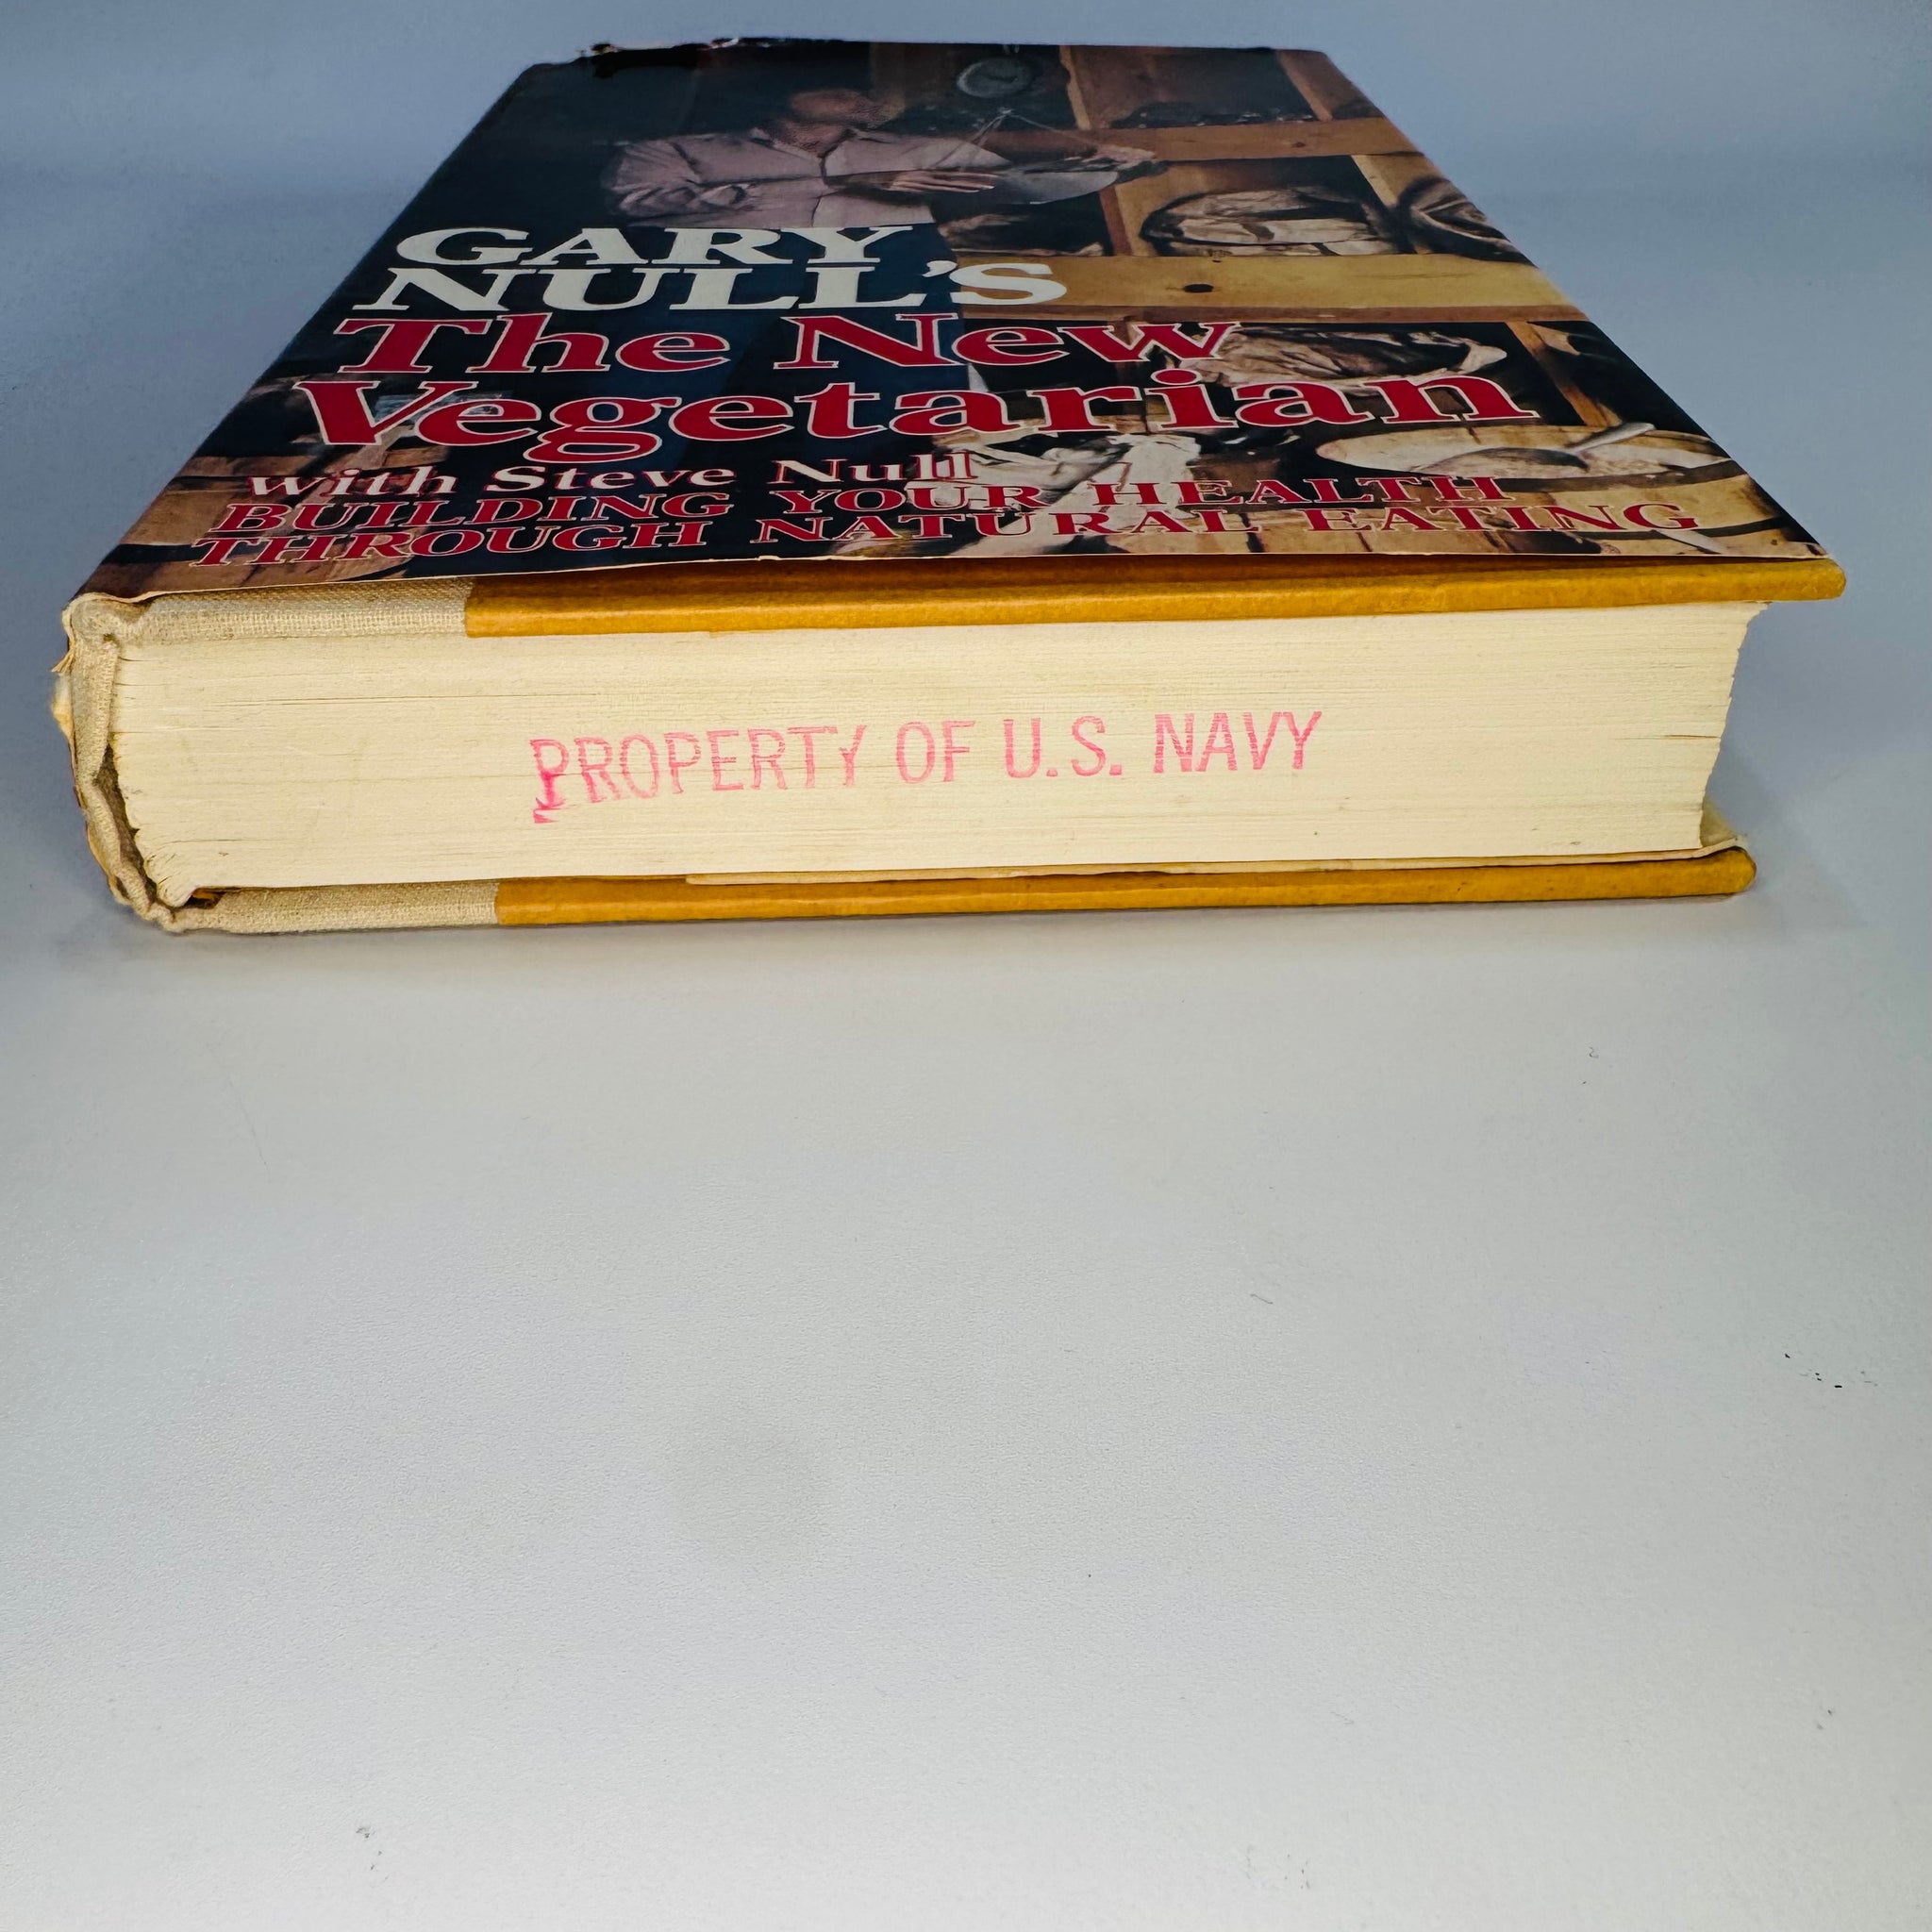 GARY
NULL'S
The New
Vegetarian
with Steve Null
BUILDING YOUR HEALTH
THROUGH NATURAL EATING
PROPERTY OF U.S. NAVY